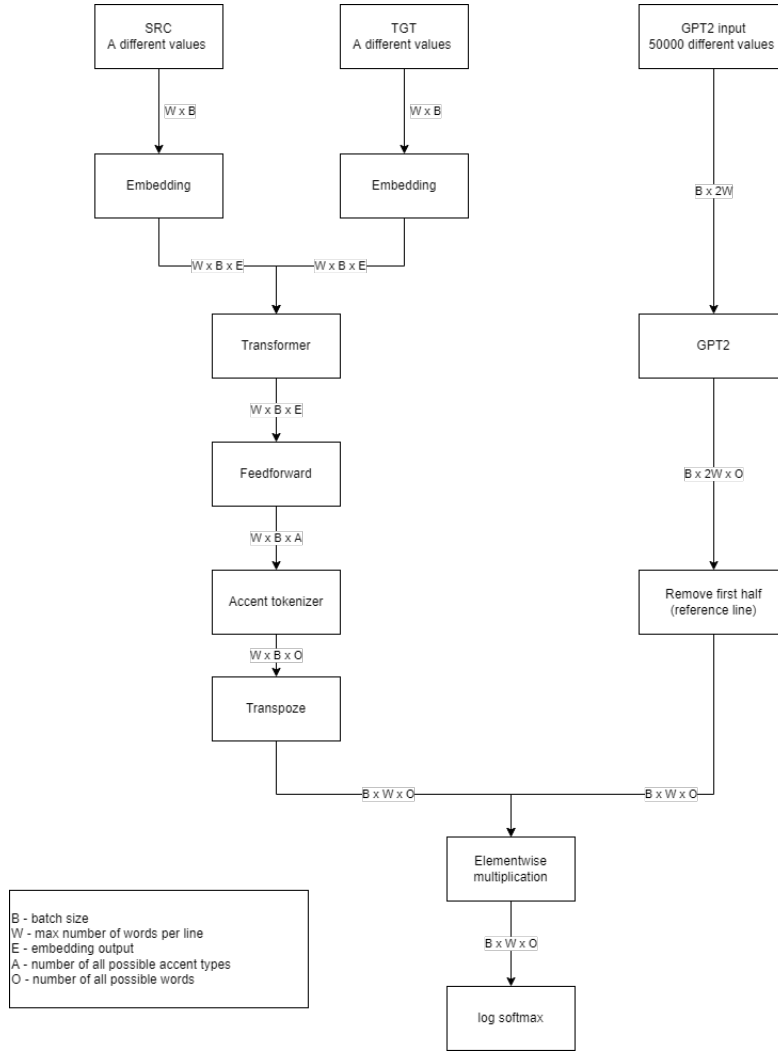 SRC
A different values
TGT
A different values
GPT2 input
50000 different values
W x B
W x B
Embedding
Embedding
B x 2W
W x B x E
W x B x E
Transformer
GPT2
W x B x E
Feedforward
B x 2W x O
W x B x A
Accent tokenizer
Remove first half
(reference line)
W x B x O
Transpoze
B x W x O
B x W x O
Elementwise
multiplication
B x W x O
log softmax
B - batch size
W - max number of words per line
E - embedding output
A - number of all possible accent types
O - number of all possible words